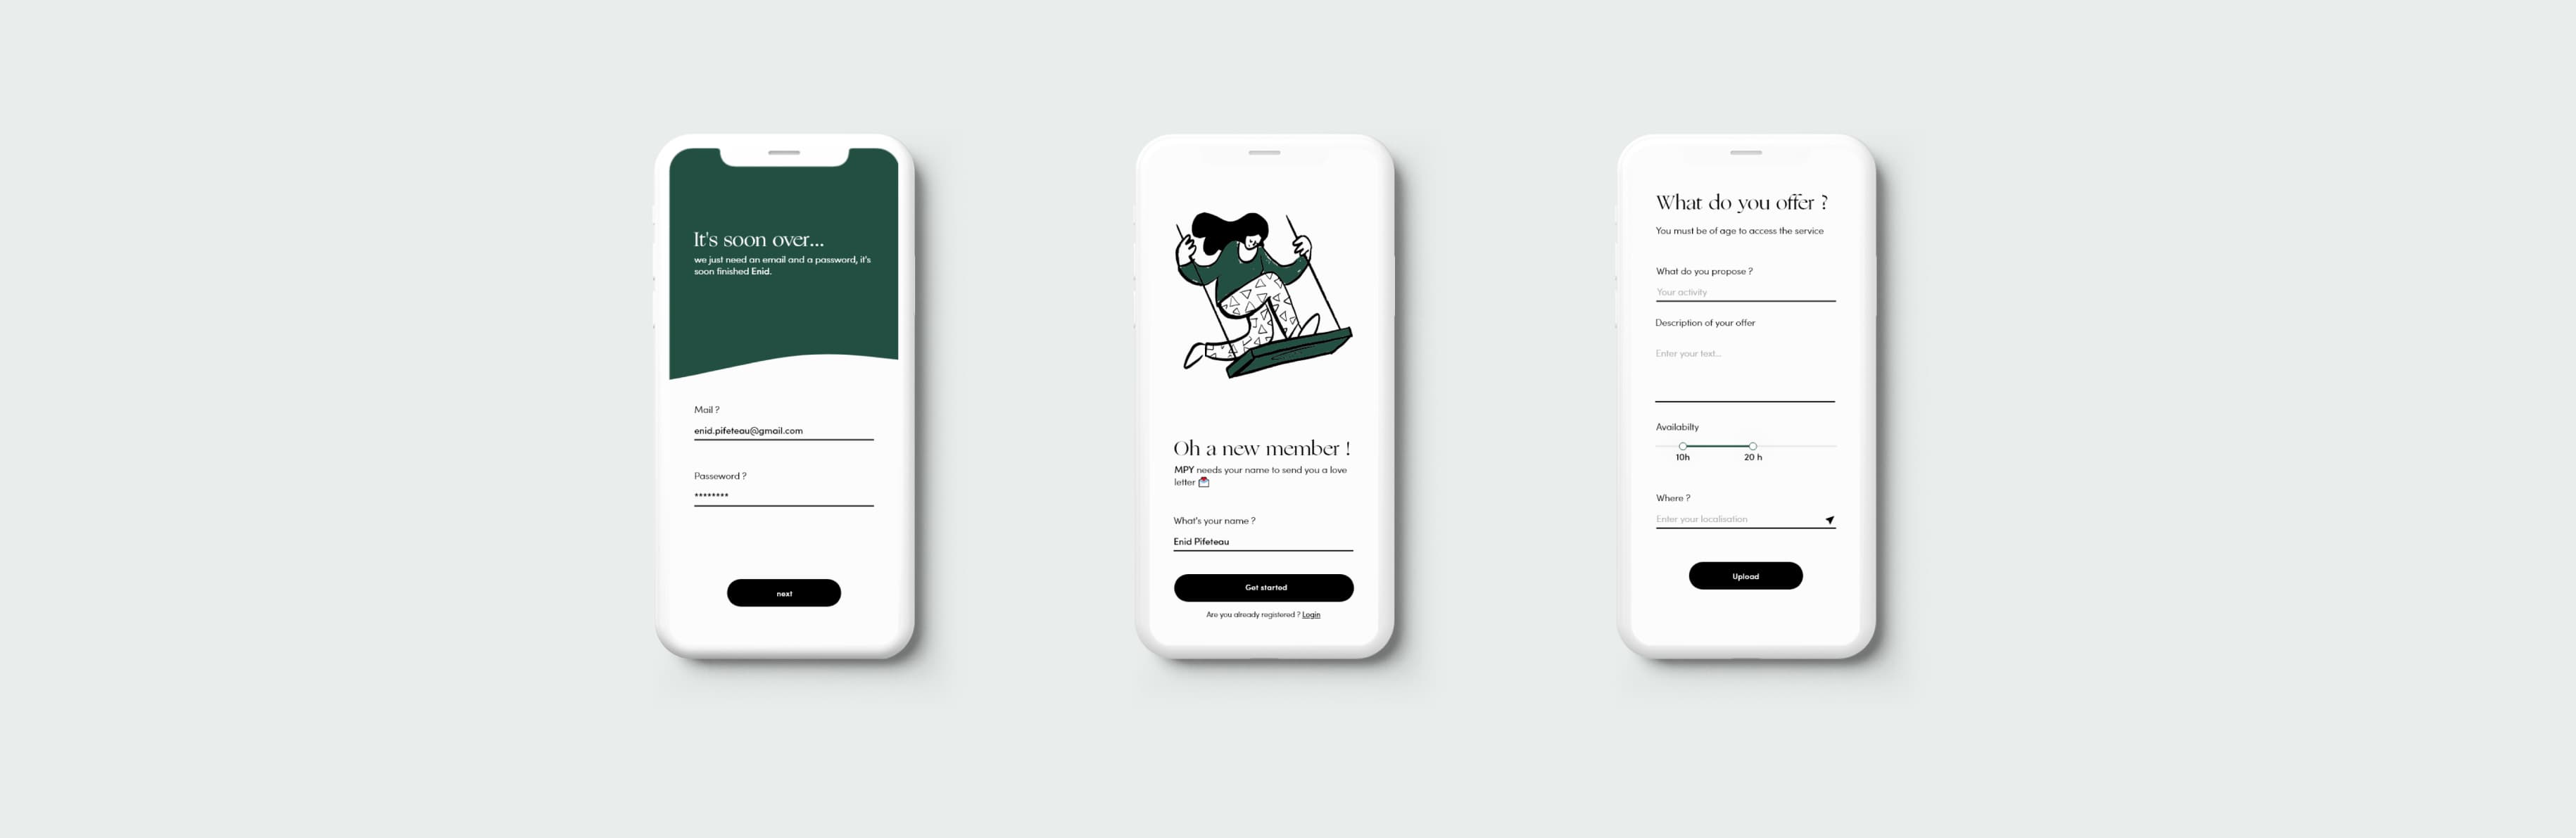 It's soon over...
we just need an email and a password, it's
soon finished Enid.
Mail ?
enid.pifeteau@gmail.com
Passeword ?
********
next
Oh a new member !
MPY needs your name to send you a love
letter 💌
What's your name ?
Enid Pifeteau
Get started
Are you already registered ? Login
What do you offer ?
You must be of age to access the service
What do you propose ?
Your activity
Description of your offer
Enter your text...
Availabilty
10h 20 h
Where ?
Enter your localisation
Upload